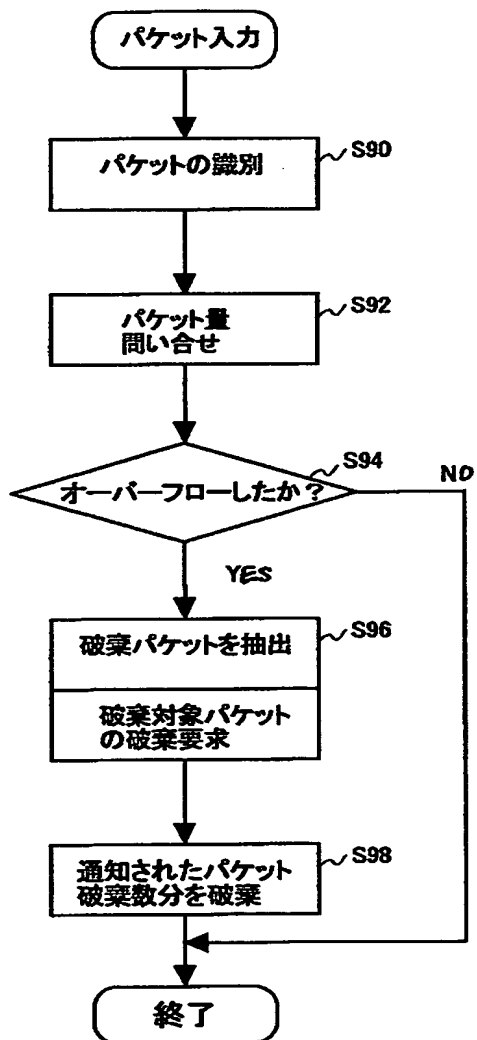 パケット入力
パケットの識別
S90
パケット量
問い合せ
S92
オーバーフローしたか?
S94
NO
YES
破棄パケットを抽出
S96
破棄対象パケット
の破棄要求
通知されたパケット
破棄数分を破棄
S98
終了